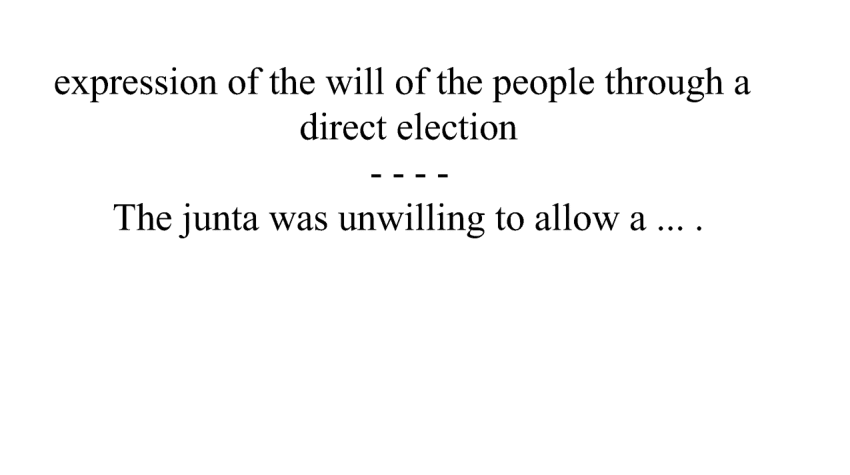 expression of the will of the people through a
direct election
- - - -
The junta was unwilling to allow a ... .